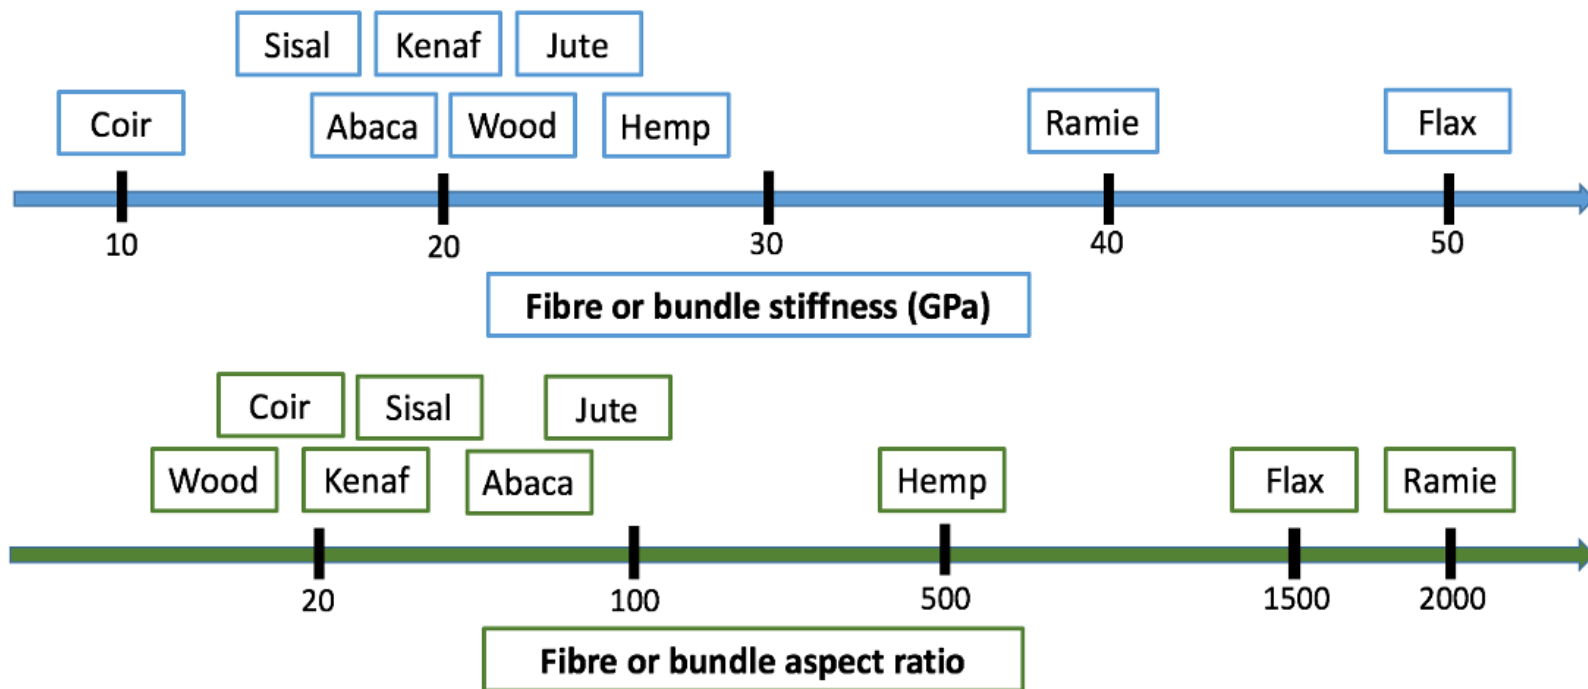 Sisal Kenaf Jute
Coir Abaca Wood Hemp Ramie Flax
10 20 30 40 50
Fibre or bundle stiffness (GPa)
Coir Sisal Jute
Wood Kenaf Abaca Hemp Flax Ramie
20 100 500 1500 2000
Fibre or bundle aspect ratio